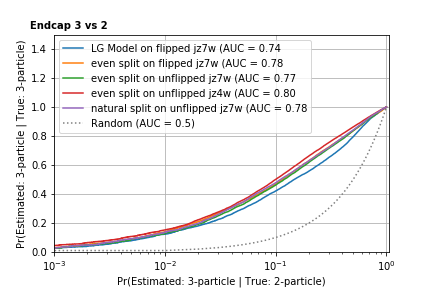 Endcap 3 vs 2
Pr(Estimated: 3-particle | True: 3-particle)
1.4
1.2
1.0
0.8
0.6
0.4
0.2
0.0
LG Model on flipped jz7w (AUC = 0.74
even split on flipped jz7w (AUC = 0.78
even split on unflipped jz7w (AUC = 0.77
even split on unflipped jz4w (AUC = 0.80
natural split on unflipped jz7w (AUC = 0.78
Random (AUC = 0.5)
10⁻³ 10⁻² 10⁻¹ 10⁰
Pr(Estimated: 3-particle | True: 2-particle)